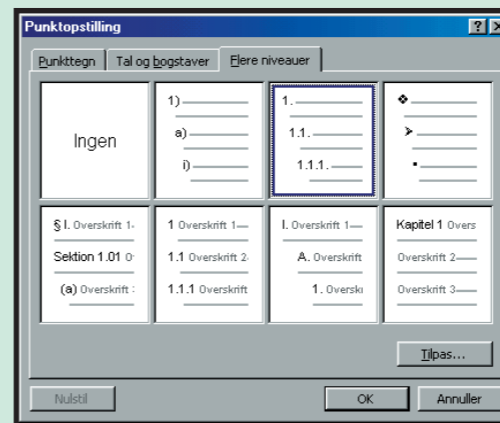 Punktopstilling
Punkttegn
Tal og bogstaver
Flere niveauer
Ingen
1)
a)
i)
1.
1.1.
1.1.1.
§ I. Overskrift 1
Sektion 1.01
(a) Overskrift
1 Overskrift 1
1.1 Overskrift 2
1.1.1 Overskrift
I. Overskrift 1
A. Overskrift
1. Overskr
Kapitel 1 Overs
Overskrift 2
Overskrift 3
Tilpas...
Nulstil
OK
Annuller